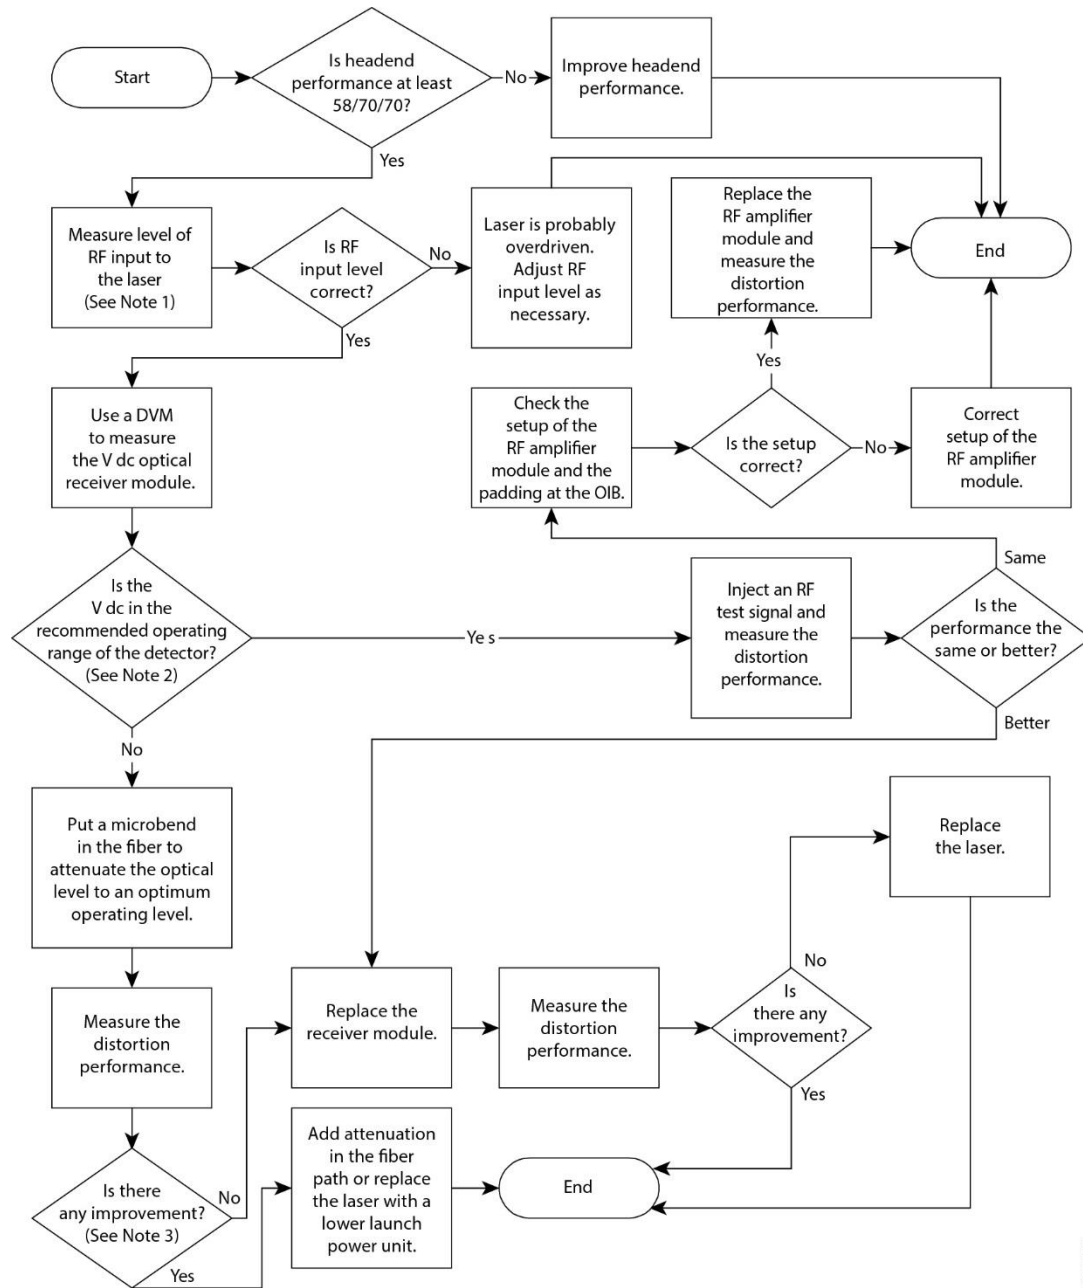 Start
Is headend
performance at least
58/70/70?
No
Improve headend
performance.
Yes
Measure level of
RF input to
the laser
(See Note 1)
Is RF
input level
correct?
No
Laser is probably
overdriven.
Adjust RF
input level as
necessary.
Replace the
RF amplifier
module and
measure the
distortion
performance.
End
Yes
Yes
Use a DVM
to measure
the V dc optical
receiver module.
Check the
setup of the
RF amplifier
module and the
padding at the OIB.
Is the setup
correct?
No
Correct
setup of the
RF amplifier
module.
Same
Is the
V dc in the
recommended operating
range of the detector?
(See Note 2)
Ye s
Inject an RF
test signal and
measure the
distortion
performance.
Is the
performance the
same or better?
Better
No
Put a microbend
in the fiber to
attenuate the optical
level to an optimum
operating level.
Replace
the laser.
No
Measure the
distortion
performance.
Replace the
receiver module.
Measure the
distortion
performance.
Is
there any
improvement?
Yes
Is there
any improvement?
(See Note 3)
No
Add attenuation
in the fiber
path or replace
the laser with a
lower launch
power unit.
End
Yes